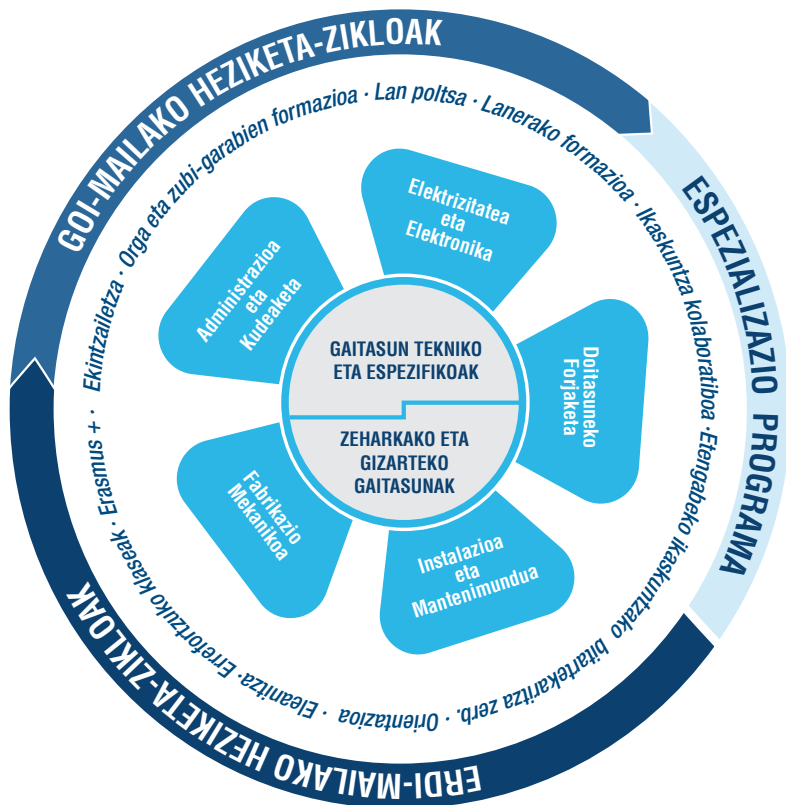 GOI-MAILAKO HEZIKETA-ZIKLOAK
ESPEZIALIZAZIO PROGRAMA
ERDI-MAILAKO HEZIKETA-ZIKLOAK
Ekintzailetza · Orga eta zubi-garabien formazioa · Lan poltsa · Lanerako formazioa · Ikaskuntza kolaboratiboa · Etengabeko ikaskuntzako bitartekaritza zerb. · Orientazioa · Eleanitza · Errefortzuko klaseak · Erasmus + ·
Elektrizitatea
eta
Elektronika
Doitasuneko
Forjaketa
Instalazioa
eta
Mantenimundua
Fabrikazio
Mekanikoa
Administrazioa
eta
Kudeaketa
GAITASUN TEKNIKO
ETA ESPEZIFIKOAK
ZEHARKAKO ETA
GIZARTEKO
GAITASUNAK